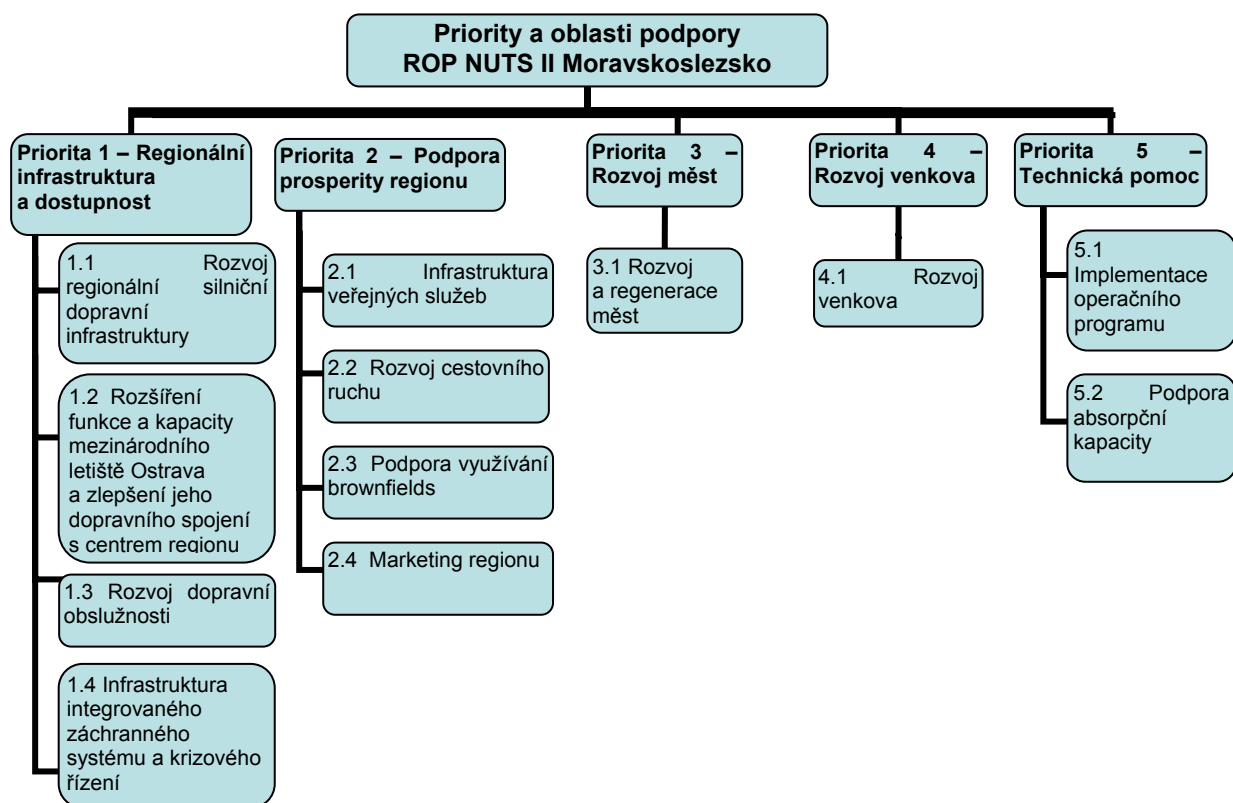 Priority a oblasti podpory
ROP NUTS II Moravskoslezsko
Priorita 1 – Regionální
infrastruktura
a dostupnost
1.1 Rozvoj
regionální silniční
dopravní
infrastruktury
1.2 Rozšíření
funkce a kapacity
mezinárodního
letiště Ostrava
a zlepšení jeho
dopravního spojení
s centrem regionu
1.3 Rozvoj dopravní
obslužnosti
1.4 Infrastruktura
integrovaného
záchranného
systému a krizového
řízení
Priorita 2 – Podpora
prosperity regionu
2.1 Infrastruktura
veřejných služeb
2.2 Rozvoj cestovního
ruchu
2.3 Podpora využívání
brownfields
2.4 Marketing regionu
Priorita 3 –
Rozvoj měst
3.1 Rozvoj
a regenerace
měst
Priorita 4 –
Rozvoj venkova
4.1 Rozvoj
venkova
Priorita 5 –
Technická pomoc
5.1
Implementace
operačního
programu
5.2 Podpora
absorpční
kapacity